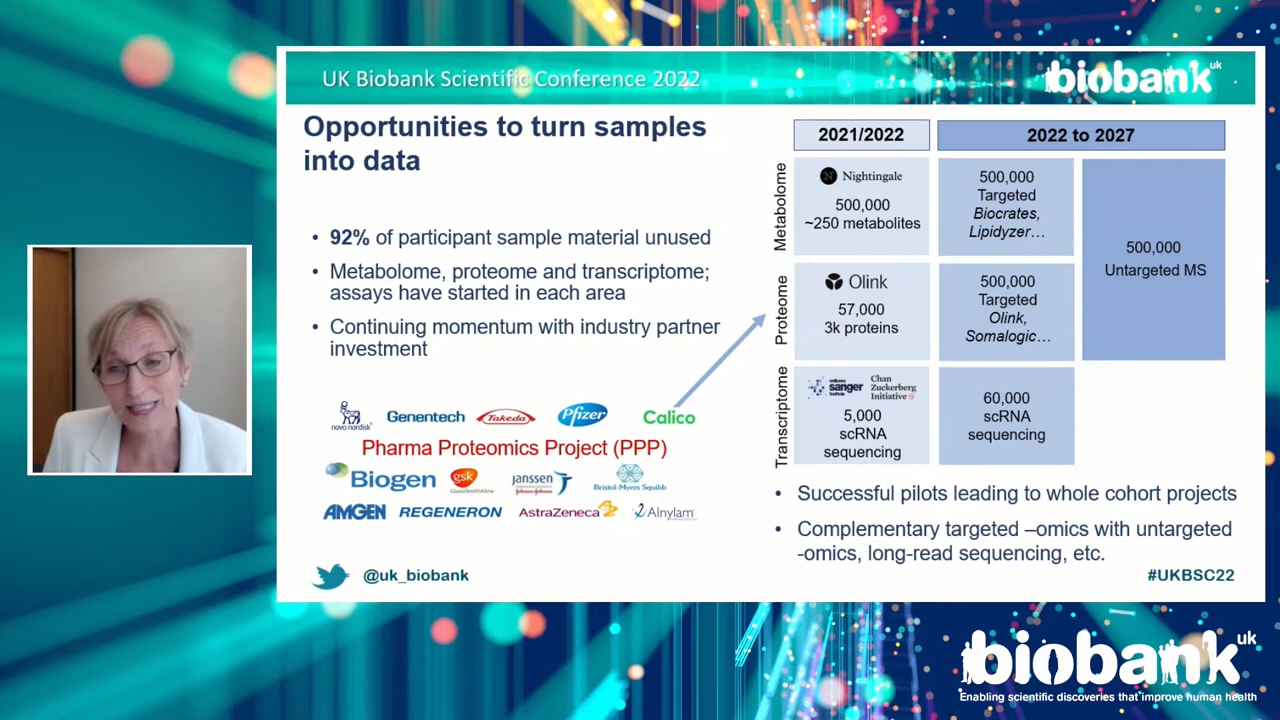 UK Biobank Scientific Conference 2022
biobank uk
Opportunities to turn samples
into data
• 92% of participant sample material unused
• Metabolome, proteome and transcriptome;
assays have started in each area
• Continuing momentum with industry partner
investment
novo nordisk
Genentech
Takeda
Pfizer
Calico
Pharma Proteomics Project (PPP)
Biogen
gsk
GlaxoSmithKline
janssen
Bristol-Myers Squibb
AMGEN
REGENERON
AstraZeneca
Alnylam
@uk_biobank
2021/2022
2022 to 2027
Metabolome
Nightingale
500,000
~250 metabolites
500,000
Targeted
Biocrates,
Lipidyzer…
500,000
Untargeted MS
Proteome
Olink
57,000
3k proteins
500,000
Targeted
Olink,
Somalogic…
Transcriptome
sanger
Chan
Zuckerberg
Initiative
5,000
scRNA
sequencing
60,000
scRNA
sequencing
• Successful pilots leading to whole cohort projects
• Complementary targeted –omics with untargeted
-omics, long-read sequencing, etc.
#UKBSC22
biobank uk
Enabling scientific discoveries that improve human health